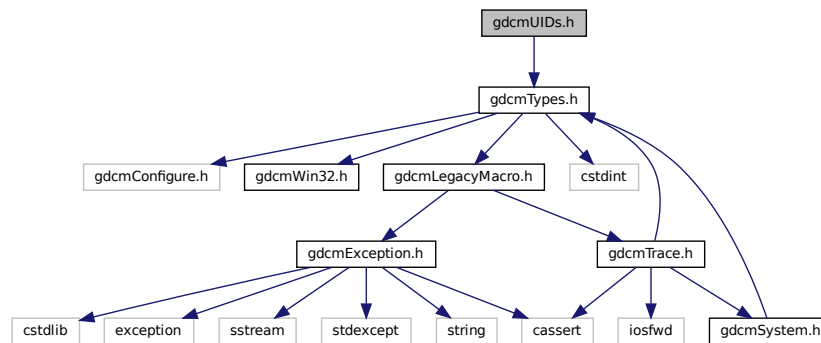 gdcmUIDs.h
gdcmTypes.h
gdcmConfigure.h
gdcmWin32.h
gdcmLegacyMacro.h
cstdint
gdcmException.h
gdcmTrace.h
cstdlib
exception
sstream
stdexcept
string
cassert
iosfwd
gdcmSystem.h